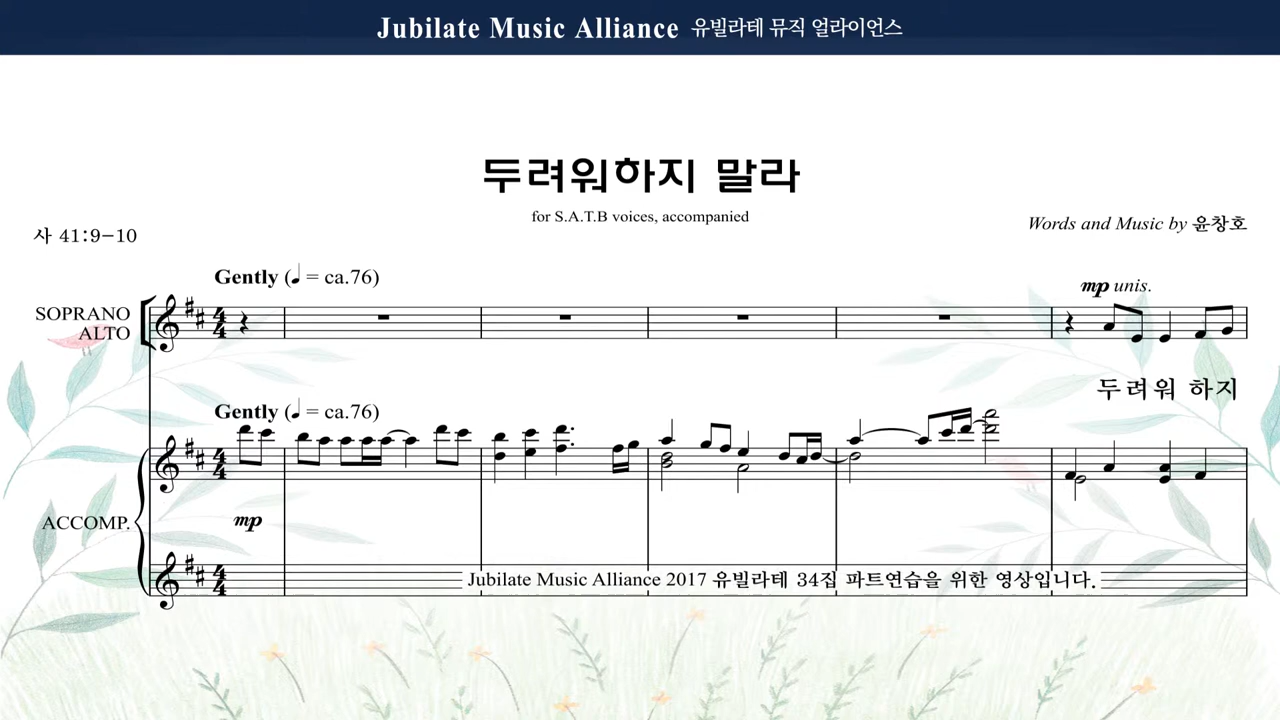 Jubilate Music Alliance 유빌라테 뮤직 얼라이언스
두려워하지 말라
for S.A.T.B voices, accompanied
사 41:9-10
Words and Music by 윤창호
Gently (♩ = ca.76)
mp unis.
SOPRANO
ALTO
두 려 워 하 지
Gently (♩ = ca.76)
mp
ACCOMP.
Jubilate Music Alliance 2017 유빌라테 34집 파트연습을 위한 영상입니다.